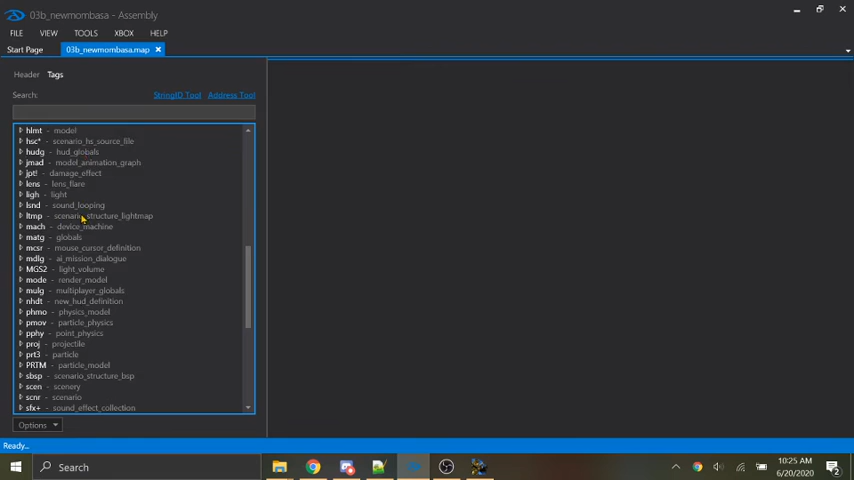 03b_newmombasa - Assembly
FILE VIEW TOOLS XBOX HELP
Start Page 03b_newmombasa.map
Header Tags
Search: StringID Tool Address Tool
hlmt - model
hsc* - scenario_hs_source_file
hudg - hud_globals
jmad - model_animation_graph
jpt! - damage_effect
lens - lens_flare
ligh - light
lsnd - sound_looping
ltmp - scenario_structure_lightmap
mach - device_machine
matg - globals
mcsr - mouse_cursor_definition
mdlg - ai_mission_dialogue
MGS2 - light_volume
mode - render_model
mulg - multiplayer_globals
nhdt - new_hud_definition
phmo - physics_model
pmov - particle_physics
pphy - point_physics
proj - projectile
prt3 - particle
PRTM - particle_model
sbsp - scenario_structure_bsp
scen - scenery
scnr - scenario
sfx+ - sound_effect_collection
Options
Ready...
Search
10:25 AM
6/20/2020
2